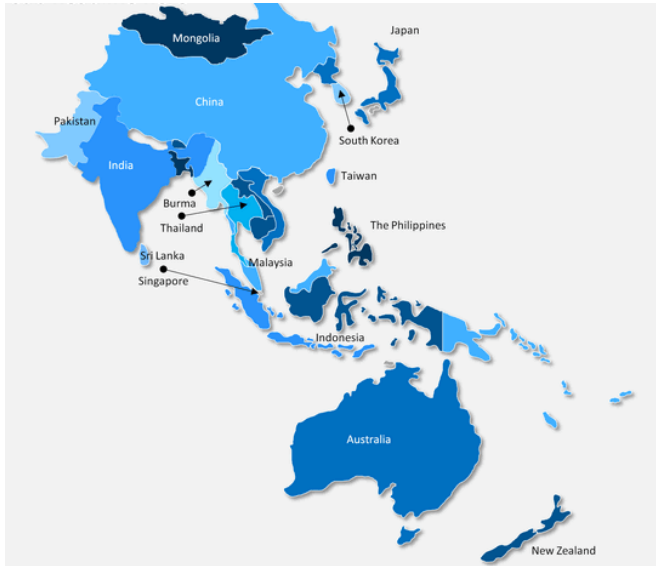 Mongolia
Japan
China
Pakistan
South Korea
India
Taiwan
Burma
The Philippines
Thailand
Sri Lanka
Malaysia
Singapore
Indonesia
Australia
New Zealand